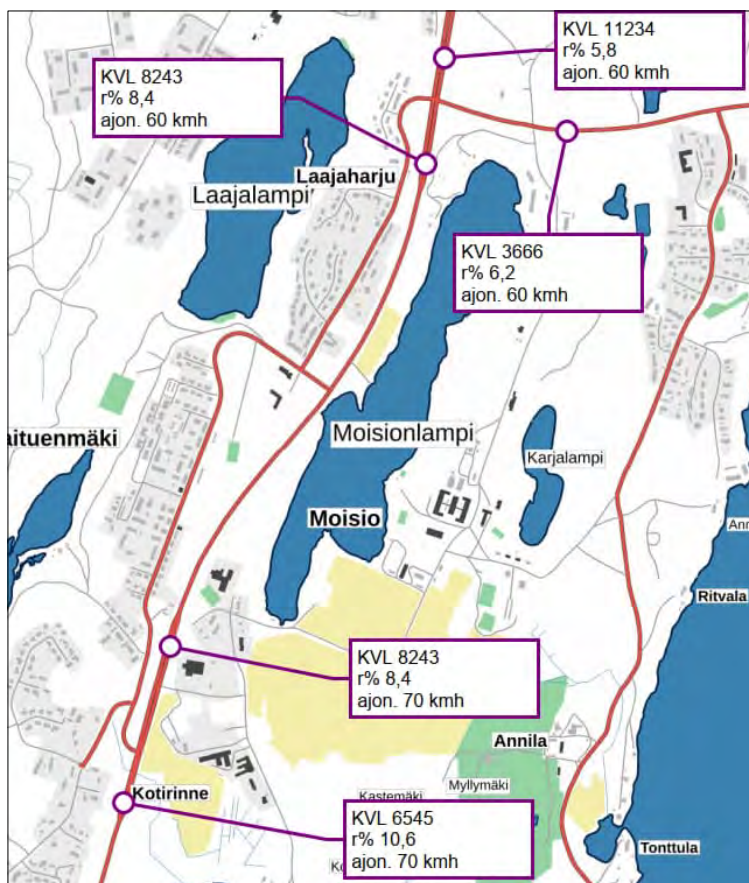 KVL 11234
r% 5,8
ajon. 60 kmh
KVL 8243
r% 8,4
ajon. 60 kmh
Laajaharju
Laajalampi
KVL 3666
r% 6,2
ajon. 60 kmh
Moisionlampi
aituenmäki
Karjalampi
Moisio
Ann
Ritvala
KVL 8243
r% 8,4
ajon. 70 kmh
Annila
Myllymäki
Kastemäki
Kotirinne
KVL 6545
r% 10,6
ajon. 70 kmh
Tonttula